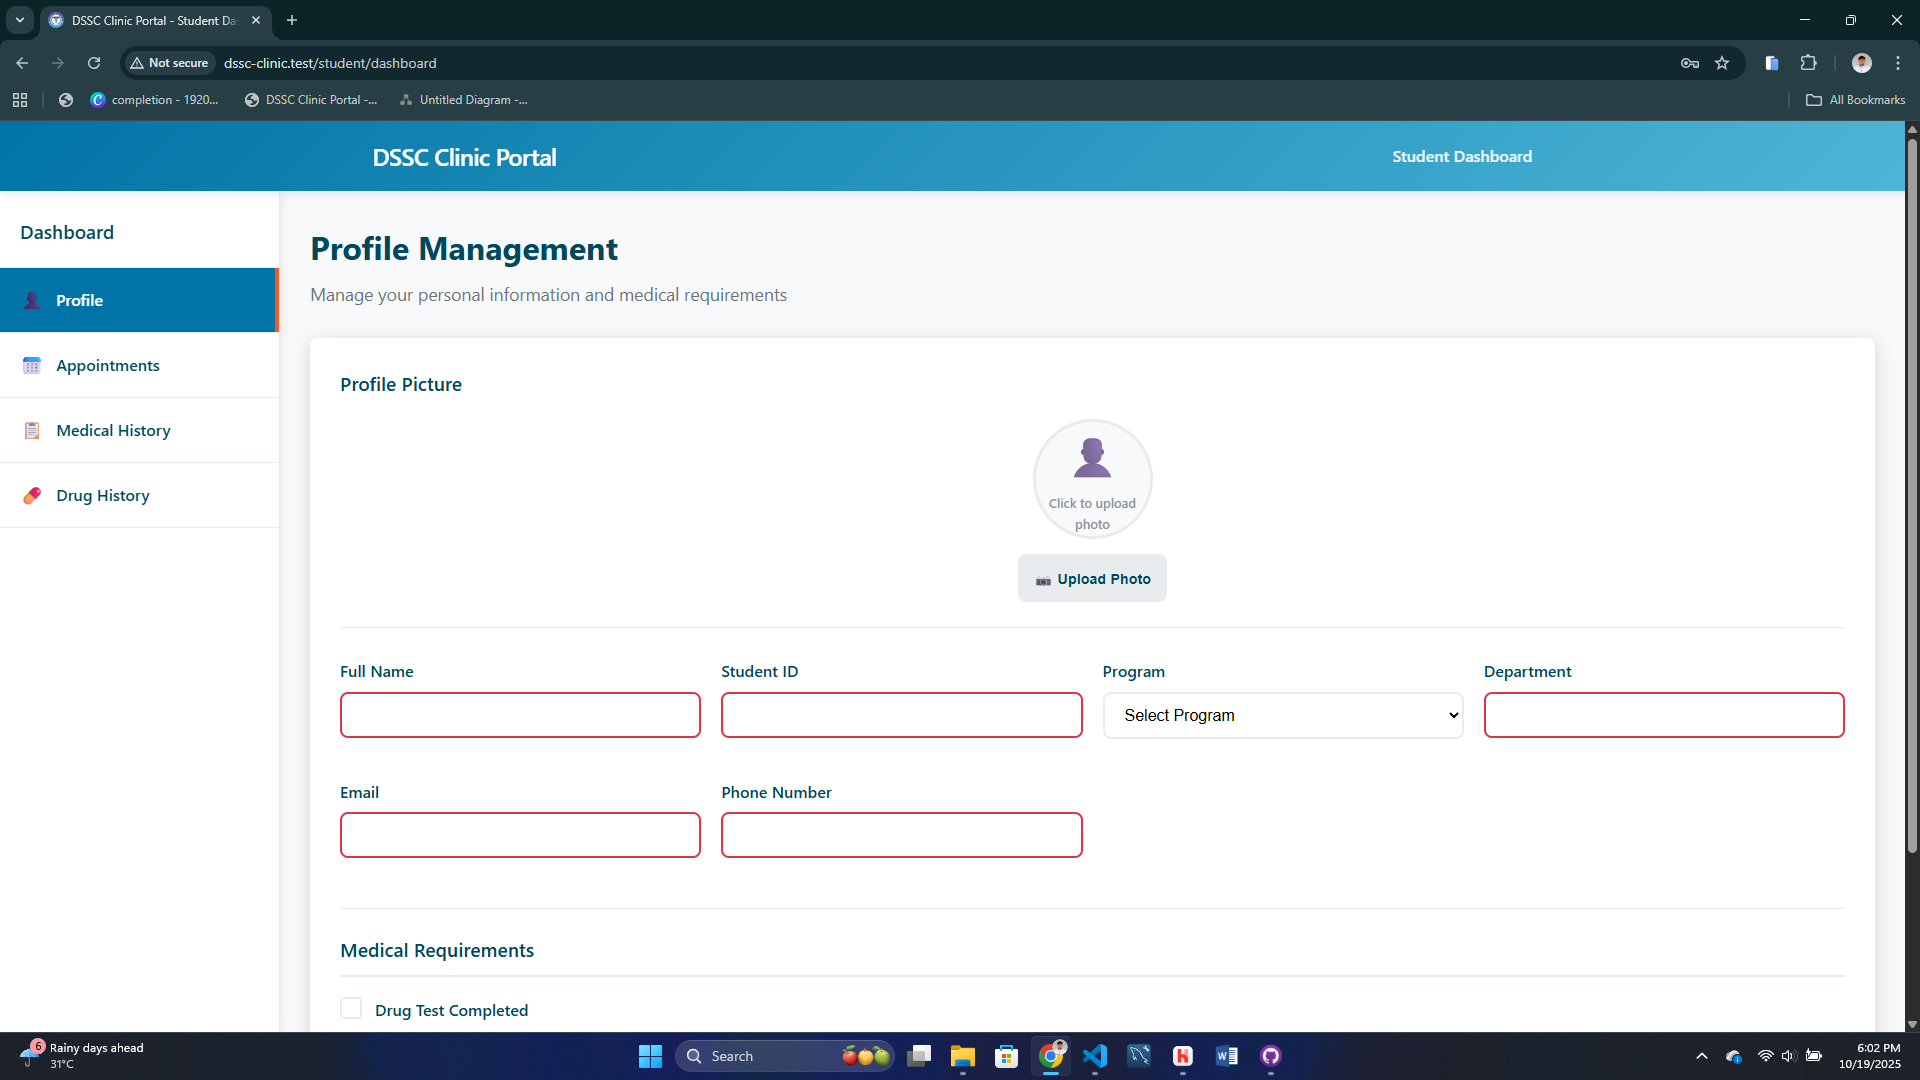 DSSC Clinic Portal - Student Da
Not secure
dssc-clinic.test/student/dashboard
completion - 1920...
DSSC Clinic Portal -...
Untitled Diagram -...
All Bookmarks
DSSC Clinic Portal
Student Dashboard
Dashboard
Profile
Appointments
Medical History
Drug History
Profile Management
Manage your personal information and medical requirements
Profile Picture
Click to upload
photo
Upload Photo
Full Name
Student ID
Program
Department
Select Program
Email
Phone Number
Medical Requirements
Drug Test Completed
6
Rainy days ahead
31°C
Search
6:02 PM
10/19/2025